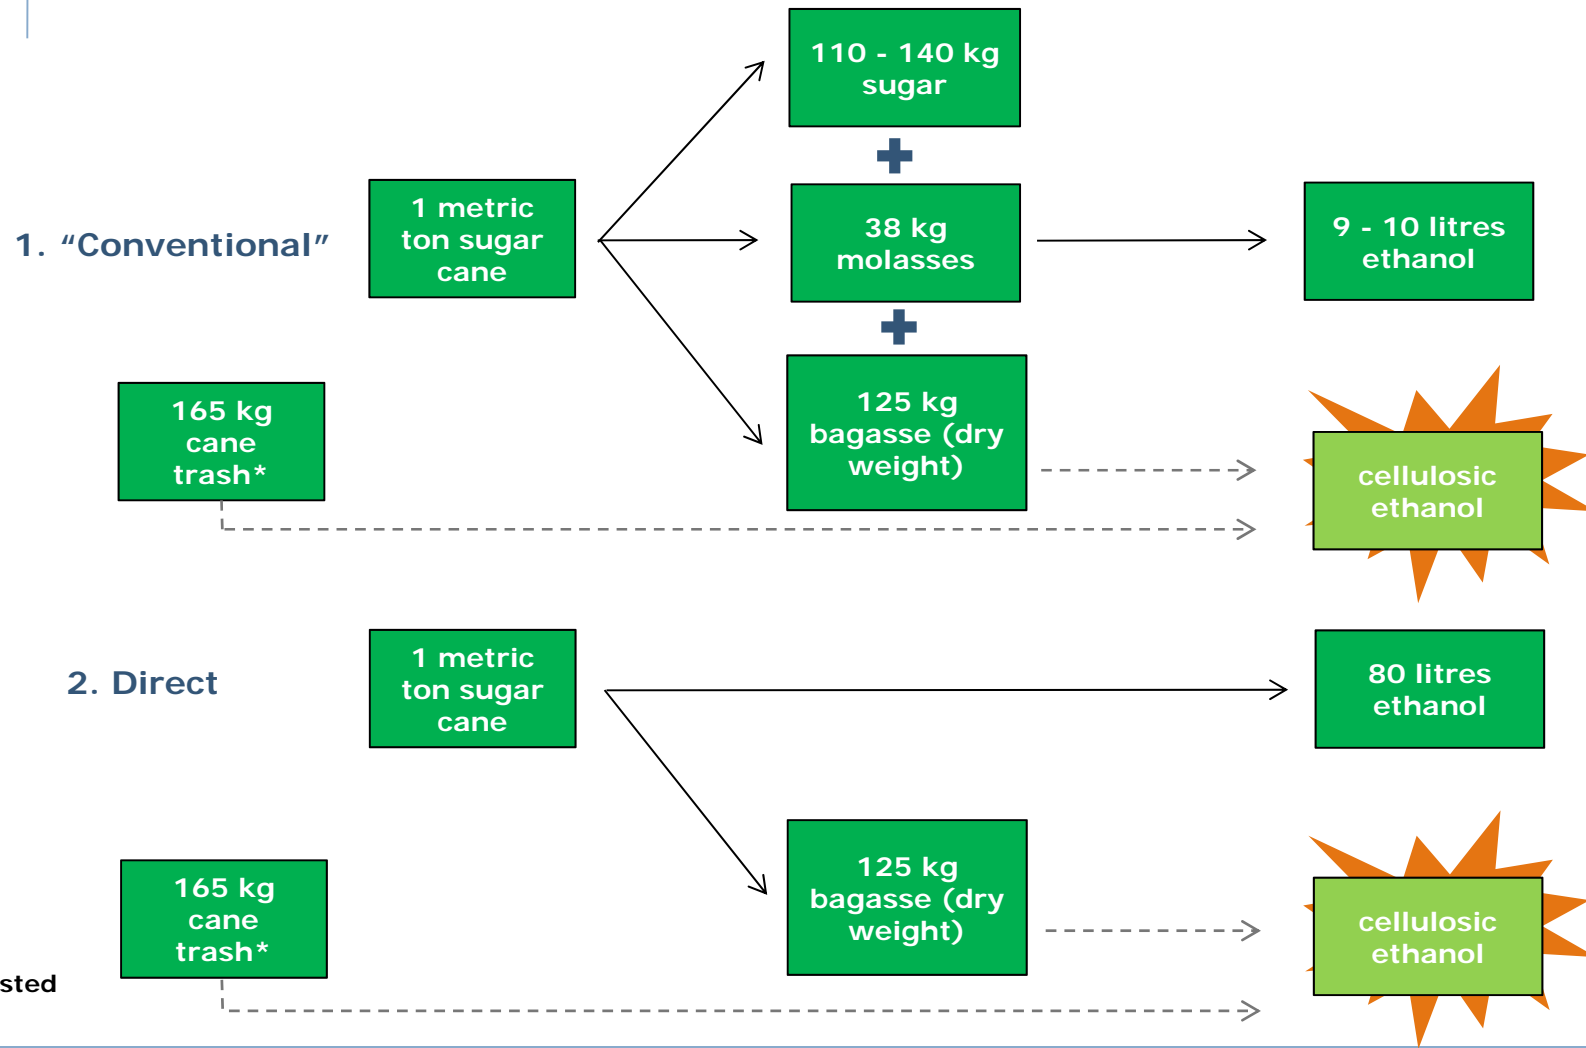 110 - 140 kg
sugar
1. “Conventional”
1 metric
ton sugar
cane
38 kg
molasses
9 - 10 litres
ethanol
165 kg
cane
trash*
125 kg
bagasse (dry
weight)
cellulosic
ethanol
2. Direct
1 metric
ton sugar
cane
80 litres
ethanol
165 kg
cane
trash*
125 kg
bagasse (dry
weight)
cellulosic
ethanol
sted